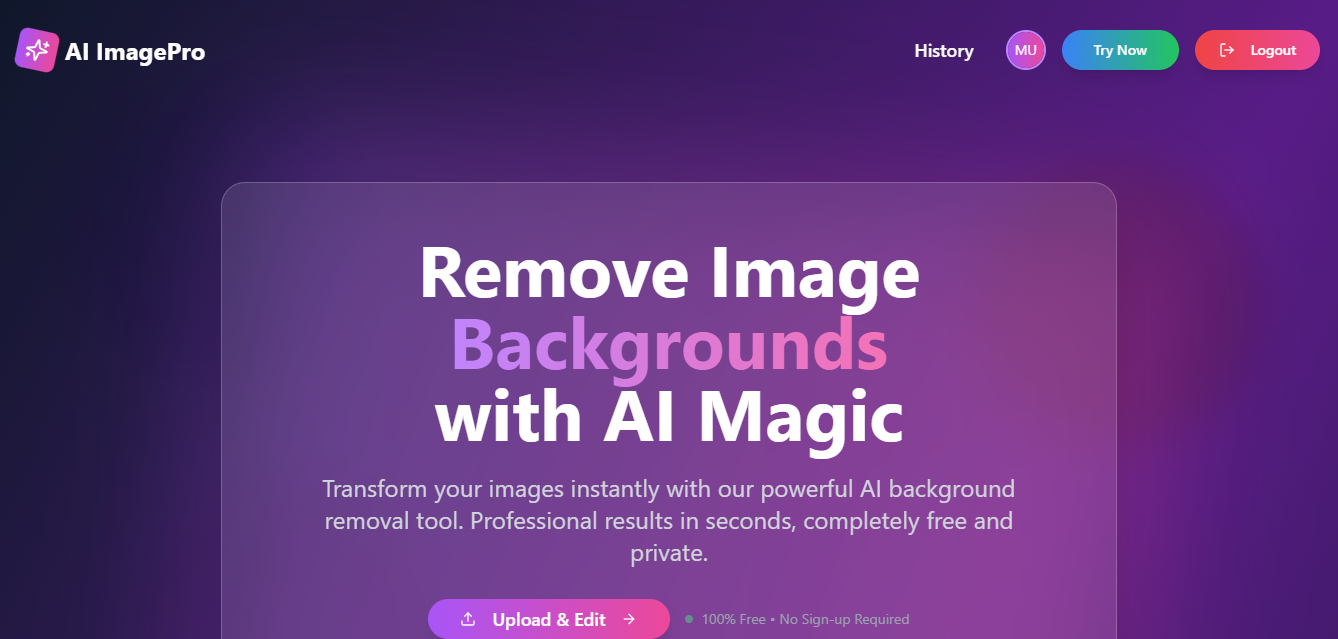 AI ImagePro
History
MU
Try Now
Logout
Remove Image
Backgrounds
with AI Magic
Transform your images instantly with our powerful AI background
removal tool. Professional results in seconds, completely free and
private.
Upload & Edit
100% Free • No Sign-up Required